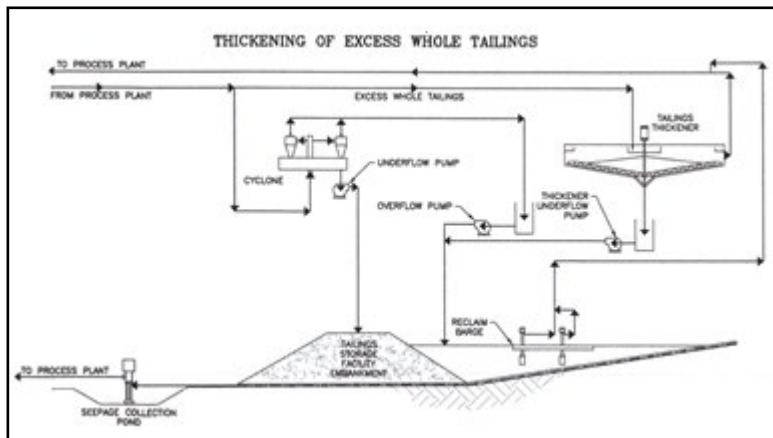 THICKENING OF EXCESS WHOLE TAILINGS
TO PROCESS PLANT
FROM PROCESS PLANT
EXCESS WHOLE TAILINGS
TAILINGS
THICKENER
CYCLONE
UNDERFLOW PUMP
OVERFLOW PUMP
THICKENER
UNDERFLOW
PUMP
RECLAIM
BARGE
TAILINGS
STORAGE
FACILITY
EMBANKMENT
TO PROCESS PLANT
SEEPAGE COLLECTION
POND